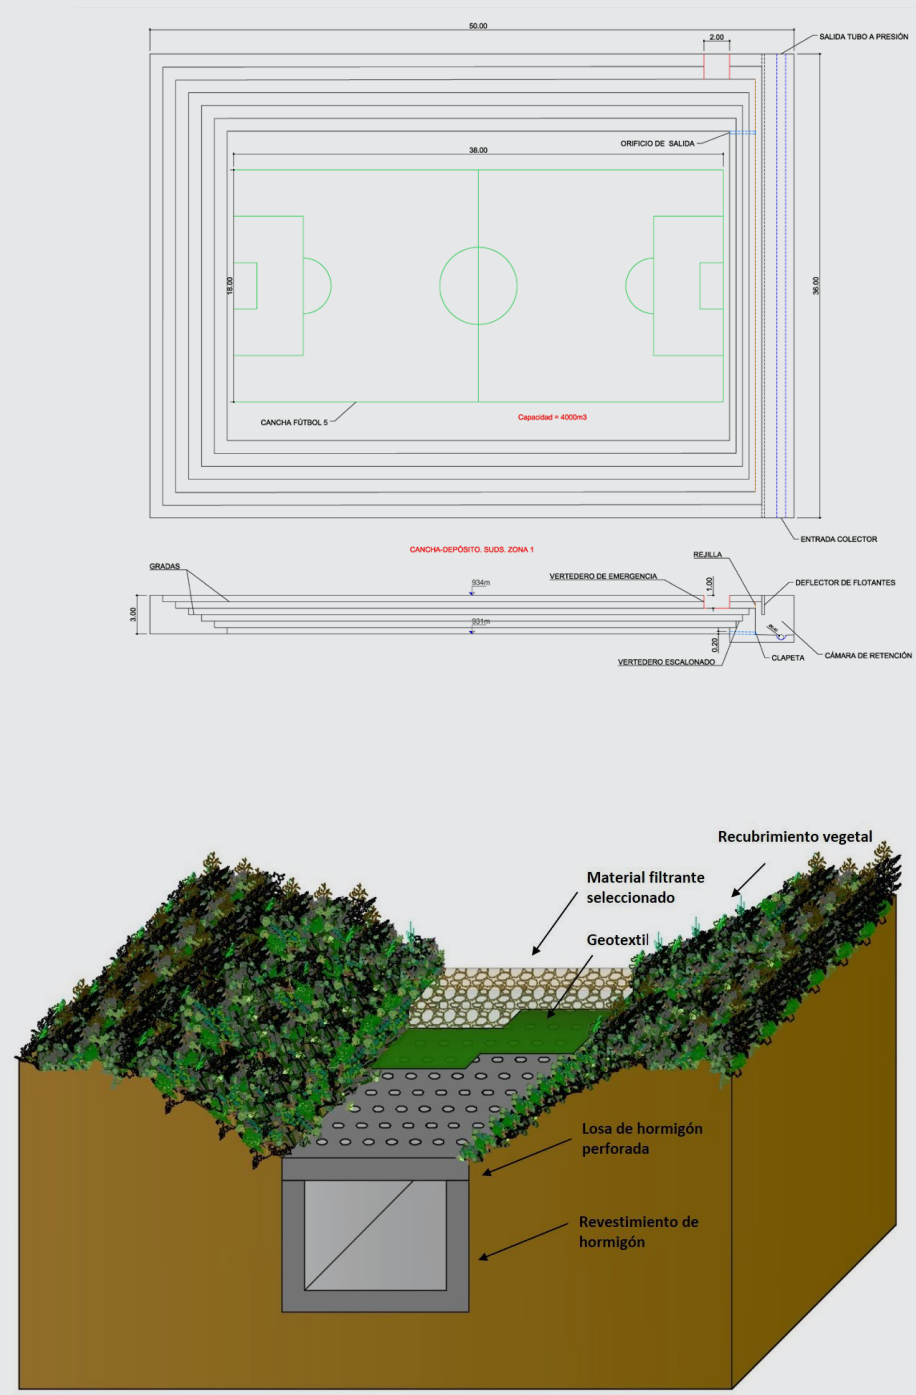 50.00
SALIDA TUBO A PRESIÓN
2.00
ORIFICIO DE SALIDA
38.00
18.00
36.00
CANCHA FÚTBOL 5
Capacidad = 4000m3
ENTRADA COLECTOR
CANCHA-DEPÓSITO. SUDS. ZONA 1
REJILLA
GRADAS
VERTEDERO DE EMERGENCIA
934m
1.00
DEFLECTOR DE FLOTANTES
3.00
931m
0.20
CÁMARA DE RETENCIÓN
VERTEDERO ESCALONADO
CLAPETA
Recubrimiento vegetal
Material filtrante
seleccionado
Geotextil
Losa de hormigón
perforada
Revestimiento de
hormigón